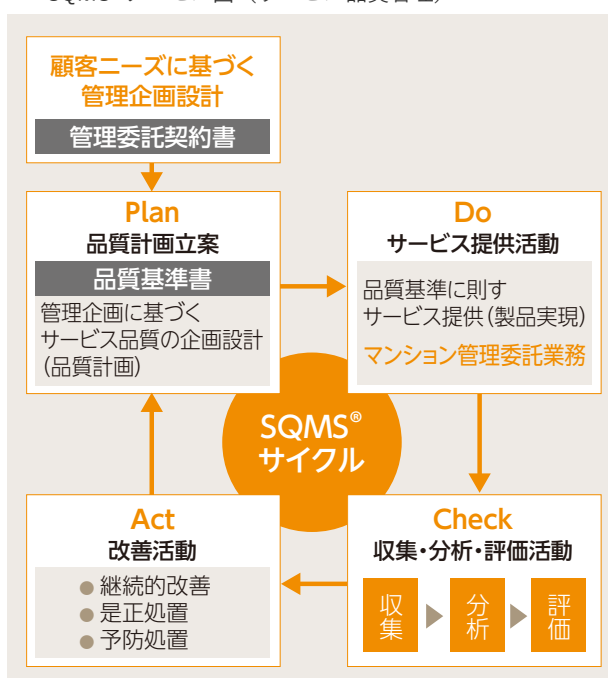 顧客ニーズに基づく
管理企画設計
管理委託契約書
Plan
品質計画立案
品質基準書
管理企画に基づく
サービス品質の企画設計
(品質計画)
Do
サービス提供活動
品質基準に則す
サービス提供(製品実現)
マンション管理委託業務
SQMS®
サイクル
Check
収集・分析・評価活動
収集
分析
評価
Act
改善活動
● 継続的改善
● 是正処置
● 予防処置